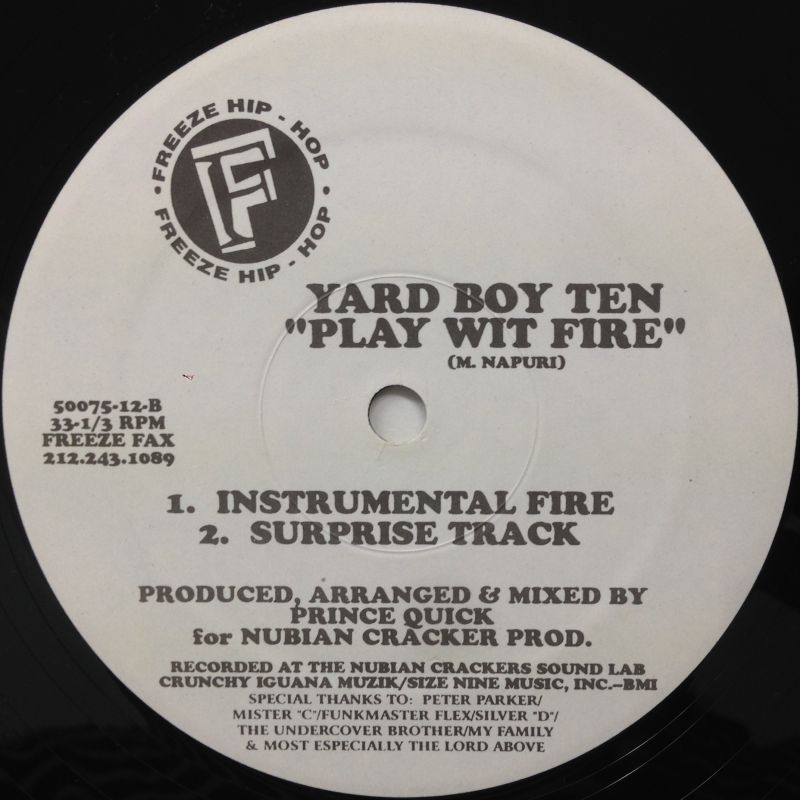 • FREEZE HIP - HOP •
FREEZE HIP - HOP
F
YARD BOY TEN
"PLAY WIT FIRE"
(M. NAPURI)
50075-12-B
33-1/3 RPM
FREEZE FAX
212.243.1089
1. INSTRUMENTAL FIRE
2. SURPRISE TRACK
PRODUCED, ARRANGED & MIXED BY
PRINCE QUICK
for NUBIAN CRACKER PROD.
RECORDED AT THE NUBIAN CRACKERS SOUND LAB
CRUNCHY IGUANA MUZIK/SIZE NINE MUSIC, INC.–BMI
SPECIAL THANKS TO: PETER PARKER/
MISTER "C"/FUNKMASTER FLEX/SILVER "D"/
THE UNDERCOVER BROTHER/MY FAMILY
& MOST ESPECIALLY THE LORD ABOVE